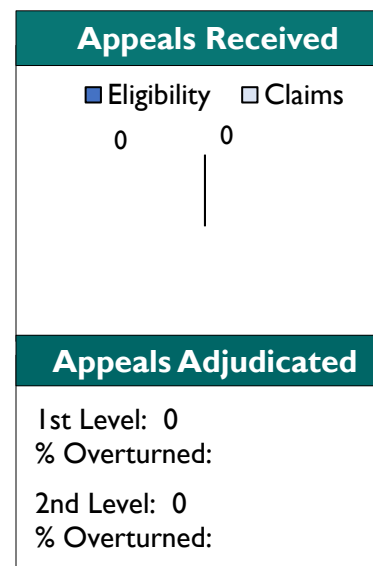 Appeals Received
Eligibility Claims
0 0
Appeals Adjudicated
1st Level: 0
% Overturned:
2nd Level: 0
% Overturned: